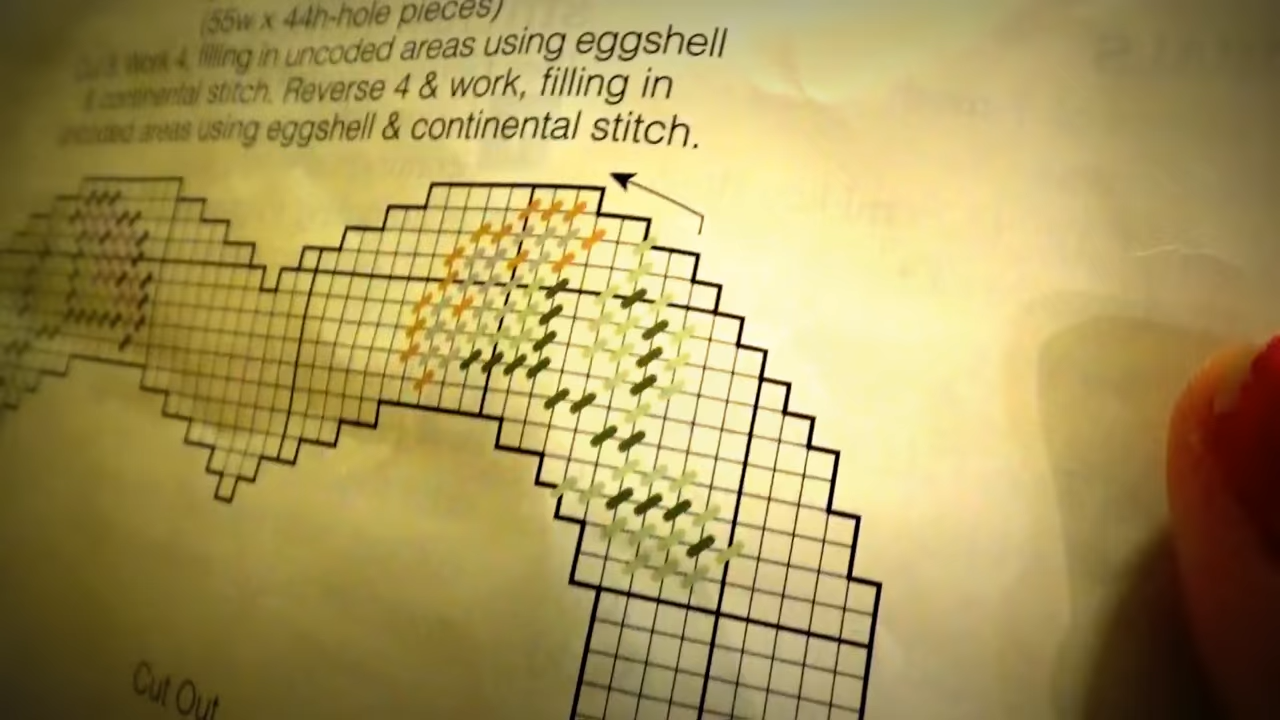 (55w x 44h-hole pieces)
Cut & Work 4, filling in uncoded areas using eggshell
& continental stitch. Reverse 4 & work, filling in
uncoded areas using eggshell & continental stitch.
Cut Out